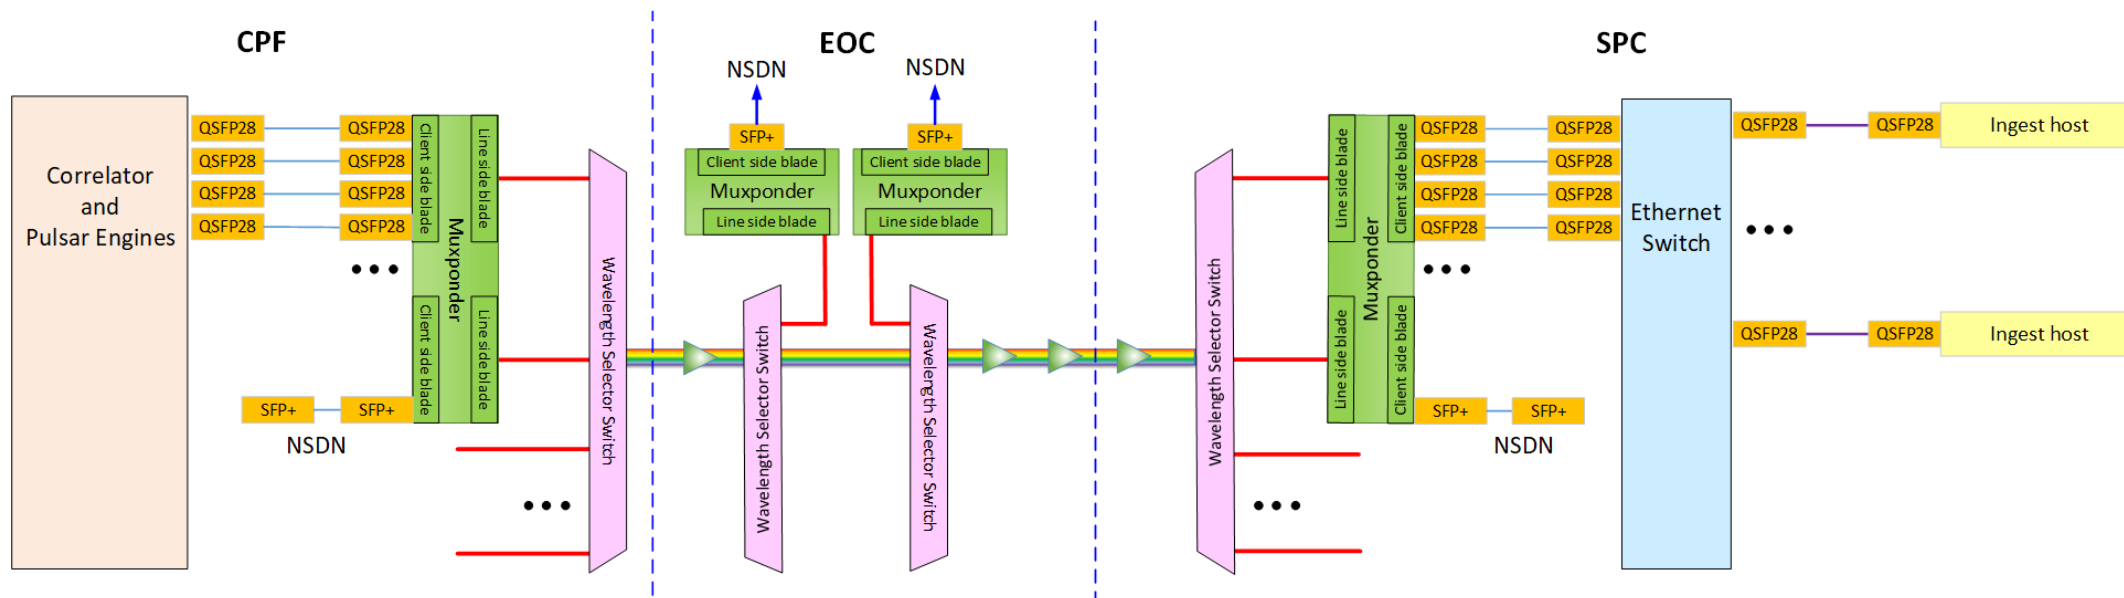 CPF
EOC
SPC
Correlator
and
Pulsar Engines
QSFP28
QSFP28
QSFP28
QSFP28
QSFP28
QSFP28
QSFP28
QSFP28
Client side blade
Line side blade
Muxponder
Client side blade
Line side blade
SFP+
SFP+
NSDN
Wavelength Selector Switch
NSDN
SFP+
Client side blade
Muxponder
Line side blade
NSDN
SFP+
Client side blade
Muxponder
Line side blade
Wavelength Selector Switch
Wavelength Selector Switch
Wavelength Selector Switch
Line side blade
Client side blade
Muxponder
Line side blade
Client side blade
QSFP28
QSFP28
QSFP28
QSFP28
QSFP28
QSFP28
QSFP28
QSFP28
SFP+
SFP+
NSDN
Ethernet
Switch
QSFP28
QSFP28
Ingest host
QSFP28
QSFP28
Ingest host